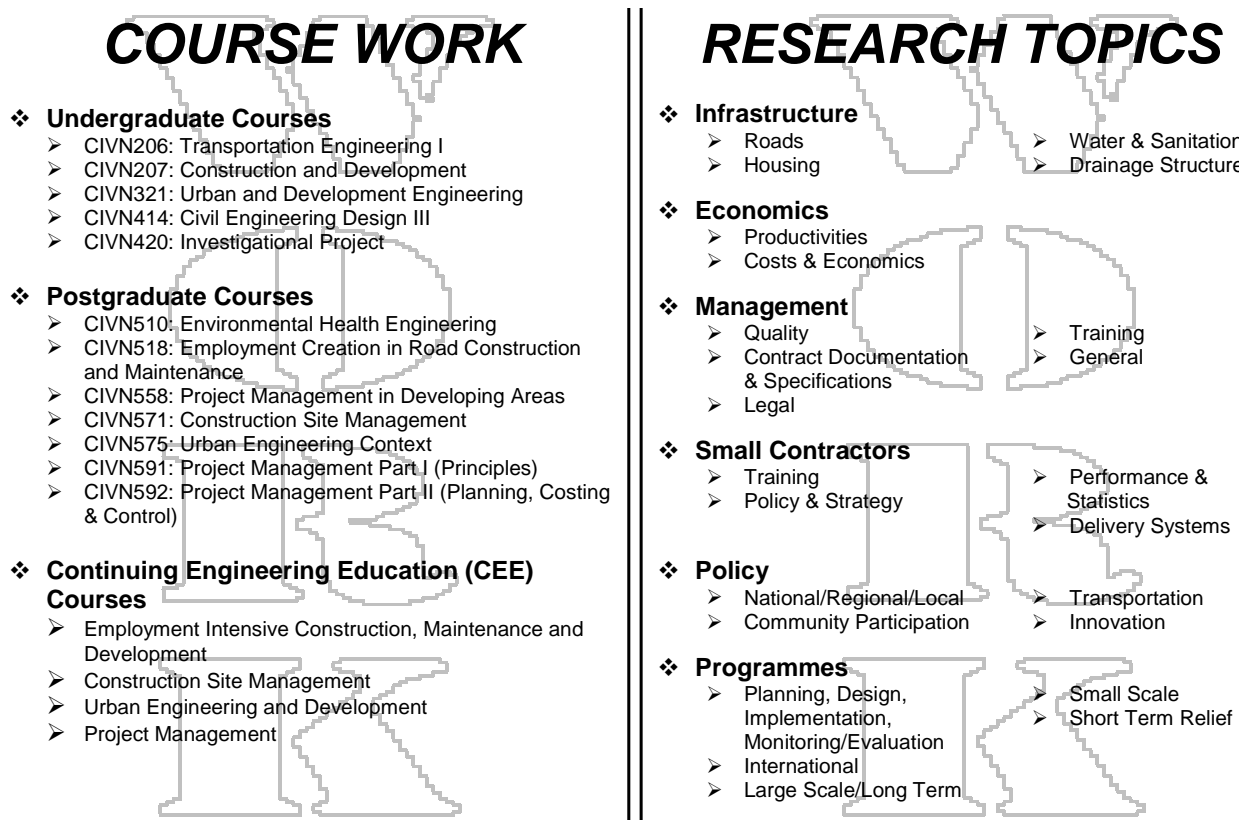 COURSE WORK
❖ Undergraduate Courses
➢ CIVN206: Transportation Engineering I
➢ CIVN207: Construction and Development
➢ CIVN321: Urban and Development Engineering
➢ CIVN414: Civil Engineering Design III
➢ CIVN420: Investigational Project
❖ Postgraduate Courses
➢ CIVN510: Environmental Health Engineering
➢ CIVN518: Employment Creation in Road Construction
and Maintenance
➢ CIVN558: Project Management in Developing Areas
➢ CIVN571: Construction Site Management
➢ CIVN575: Urban Engineering Context
➢ CIVN591: Project Management Part I (Principles)
➢ CIVN592: Project Management Part II (Planning, Costing
& Control)
❖ Continuing Engineering Education (CEE)
Courses
➢ Employment Intensive Construction, Maintenance and
Development
➢ Construction Site Management
➢ Urban Engineering and Development
➢ Project Management
RESEARCH TOPICS
❖ Infrastructure
➢ Roads
➢ Housing
➢ Water & Sanitation
➢ Drainage Structure
❖ Economics
➢ Productivities
➢ Costs & Economics
❖ Management
➢ Quality
➢ Contract Documentation
& Specifications
➢ Legal
➢ Training
➢ General
❖ Small Contractors
➢ Training
➢ Policy & Strategy
➢ Performance &
Statistics
➢ Delivery Systems
❖ Policy
➢ National/Regional/Local
➢ Community Participation
➢ Transportation
➢ Innovation
❖ Programmes
➢ Planning, Design,
Implementation,
Monitoring/Evaluation
➢ International
➢ Large Scale/Long Term
➢ Small Scale
➢ Short Term Relief
W
O
R
K
W
O
R
K